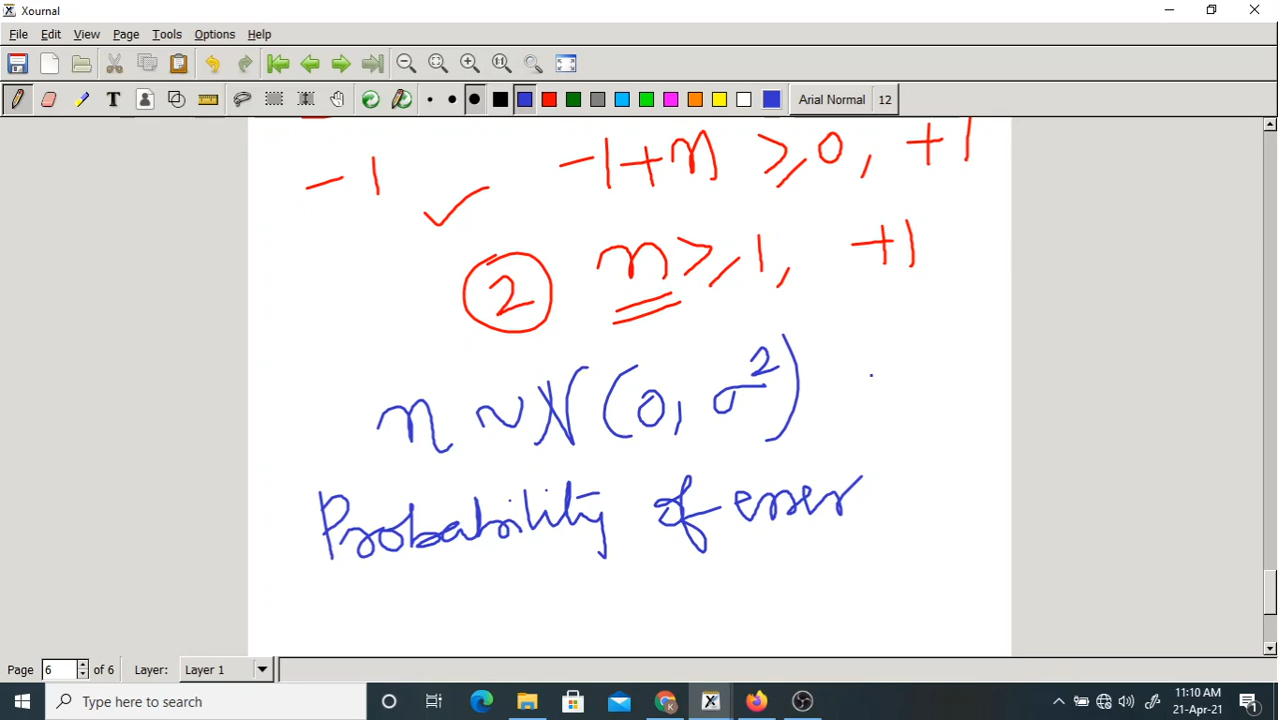 Xournal
File Edit View Page Tools Options Help
Arial Normal 12
-1 -1+n ≥0, +1
② n ≥1, +1
n ~ N (0, σ²)
Probability of error
Page 6 of 6 Layer: Layer 1
Type here to search
11:10 AM
21-Apr-21